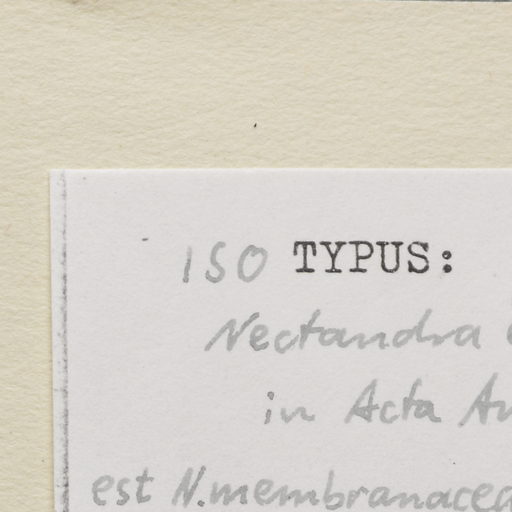 ISO TYPUS:
Nectandra
in Acta
est N. membranacea